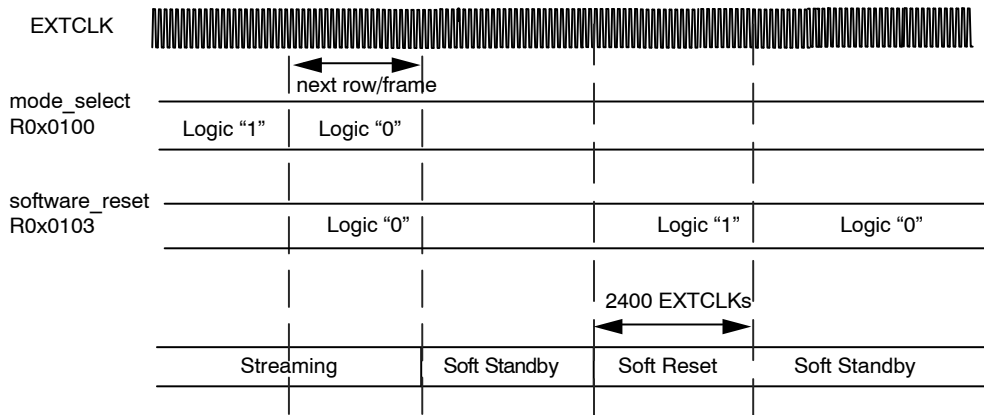 EXTCLK
next row/frame
mode_select
R0x0100
Logic “1” Logic “0”
software_reset
R0x0103
Logic “0” Logic “1” Logic “0”
2400 EXTCLKs
Streaming Soft Standby Soft Reset Soft Standby